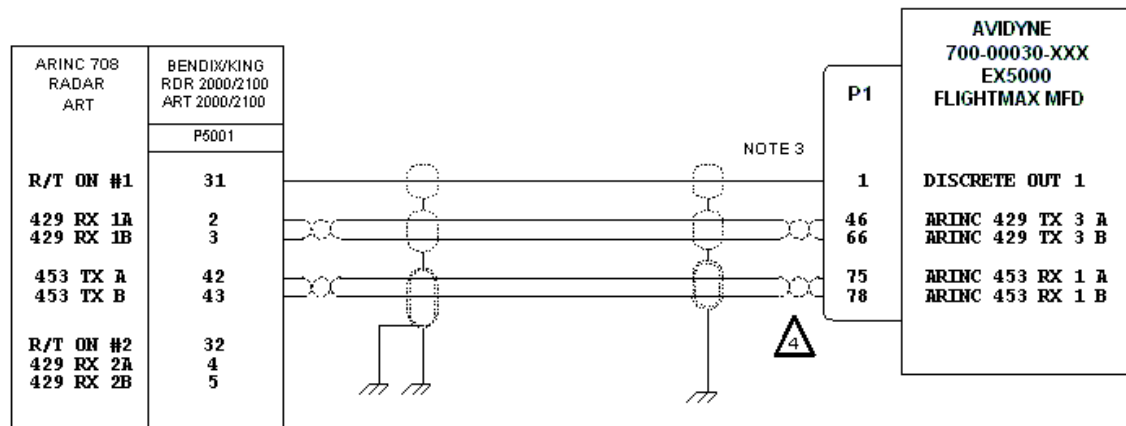 ARINC 708
RADAR
ART
BENDIX/KING
RDR 2000/2100
ART 2000/2100
P5001
R/T ON #1 31
429 RX 1A 2
429 RX 1B 3
453 TX A 42
453 TX B 43
R/T ON #2 32
429 RX 2A 4
429 RX 2B 5
NOTE 3
4
P1
AVIDYNE
700-00030-XXX
EX5000
FLIGHTMAX MFD
1 DISCRETE OUT 1
46 ARINC 429 TX 3 A
66 ARINC 429 TX 3 B
75 ARINC 453 RX 1 A
78 ARINC 453 RX 1 B